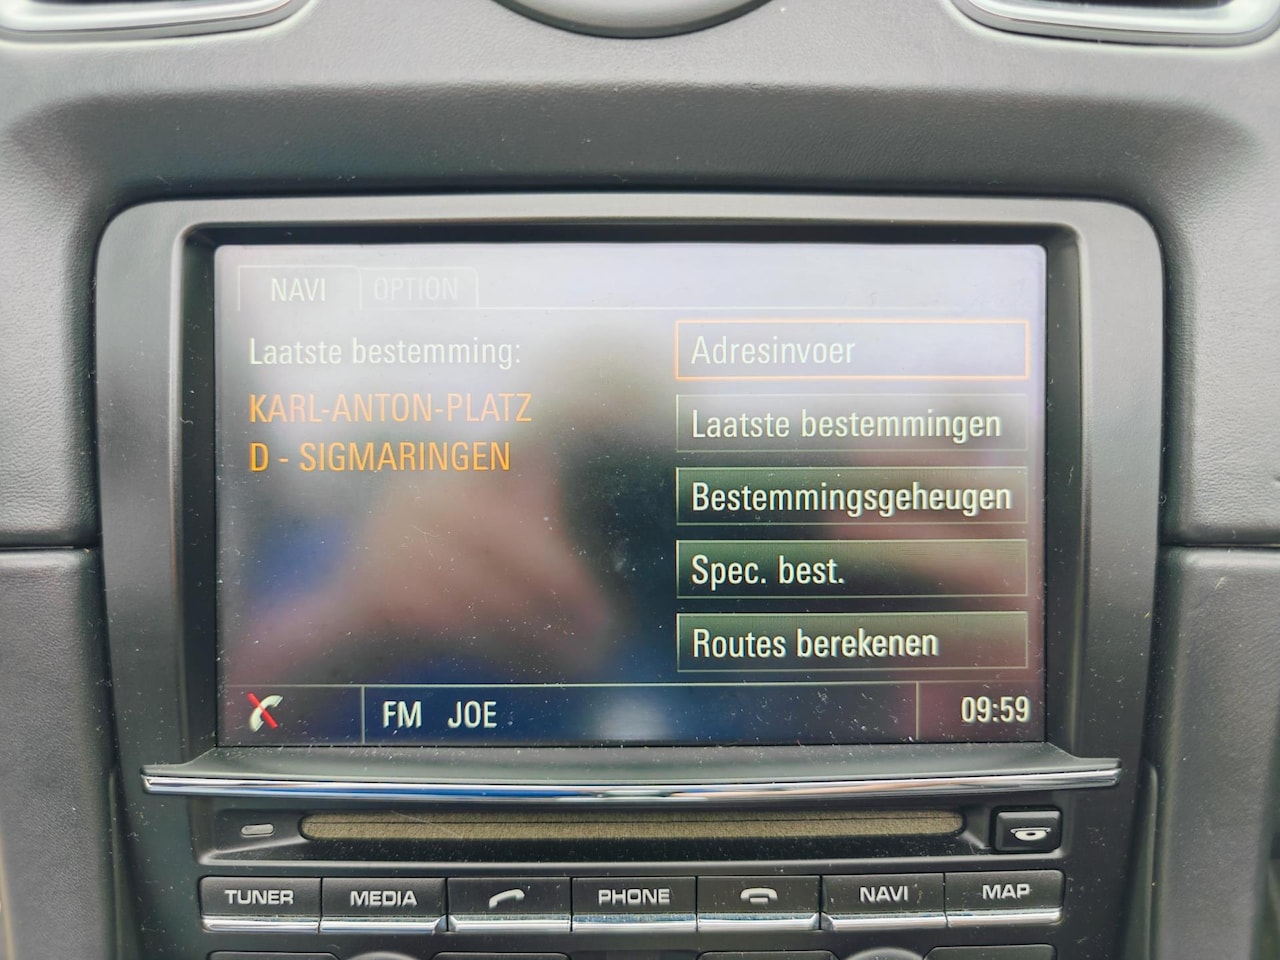 NAVI OPTION
Laatste bestemming:
KARL-ANTON-PLATZ
D - SIGMARINGEN
Adresinvoer
Laatste bestemmingen
Bestemmingsgeheugen
Spec. best.
Routes berekenen
FM JOE 09:59
TUNER MEDIA PHONE NAVI MAP